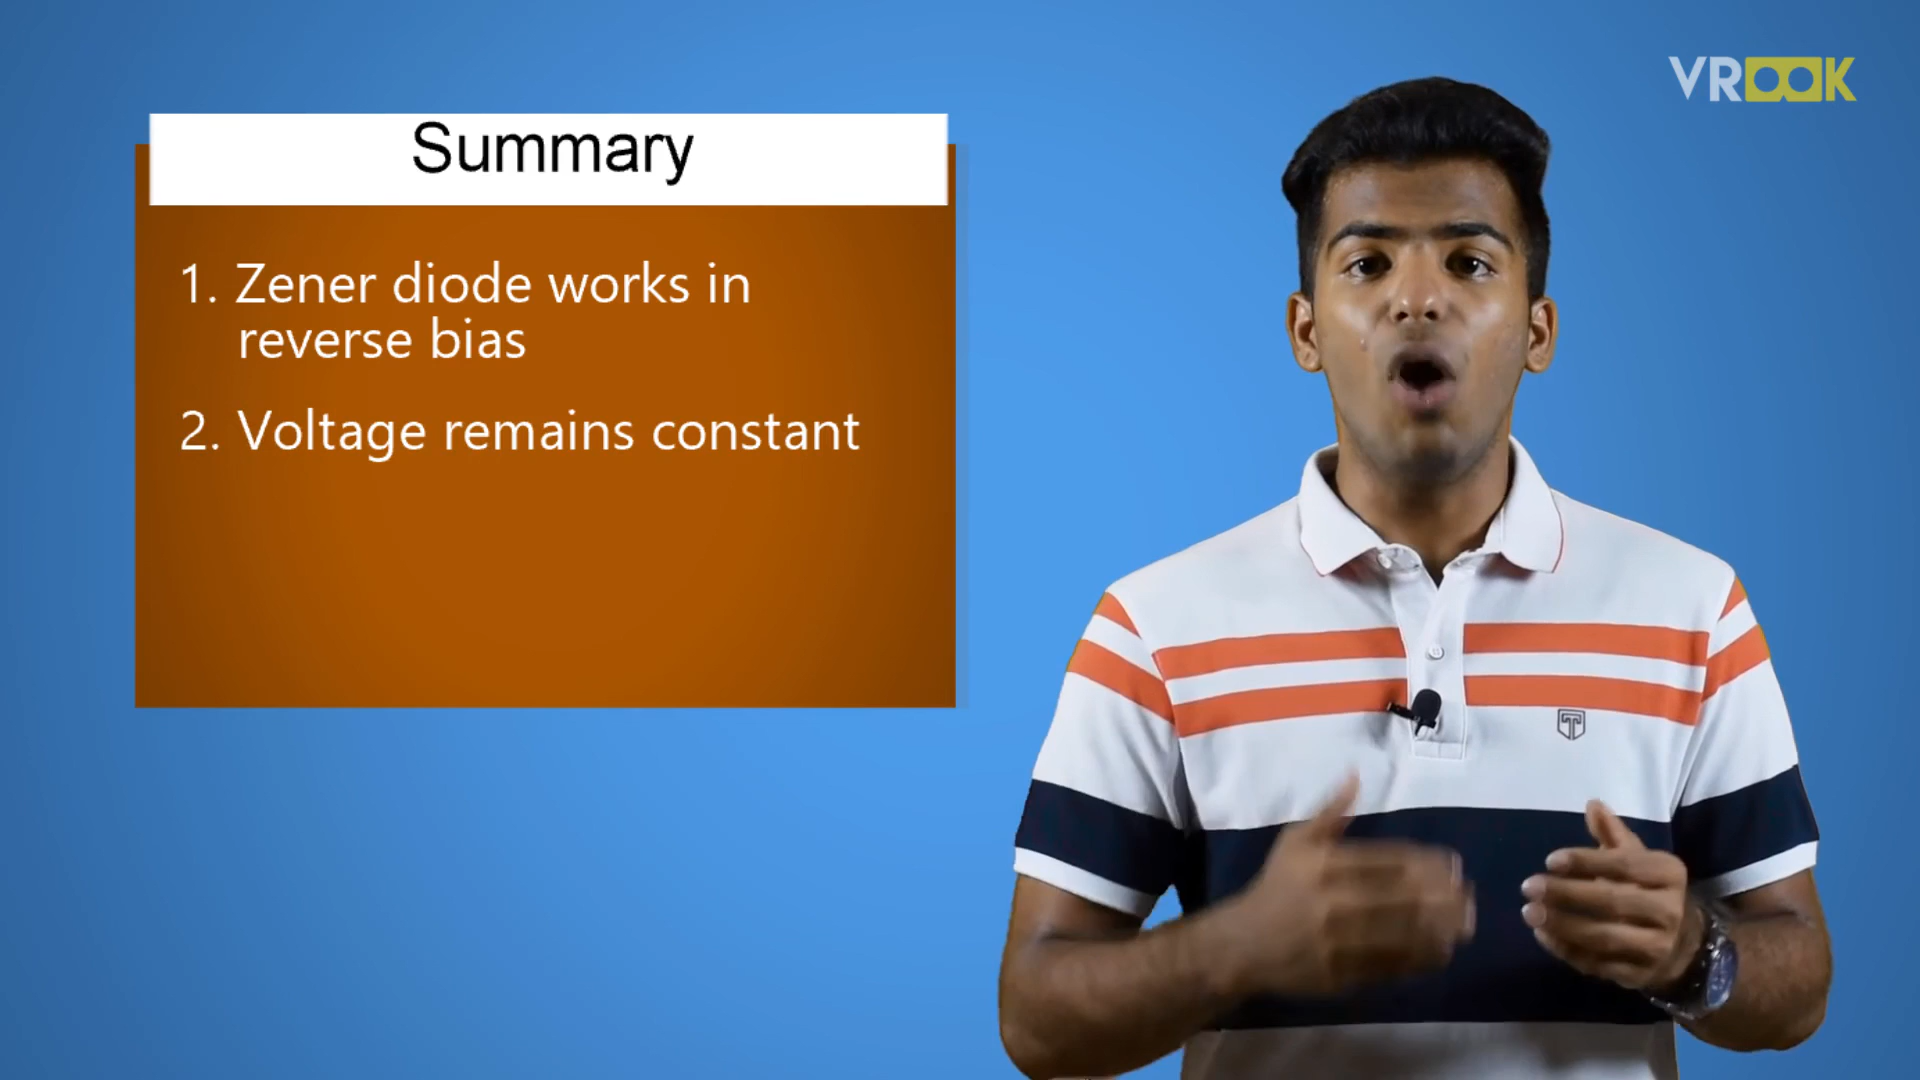 VROOK
Summary
1. Zener diode works in
reverse bias
2. Voltage remains constant